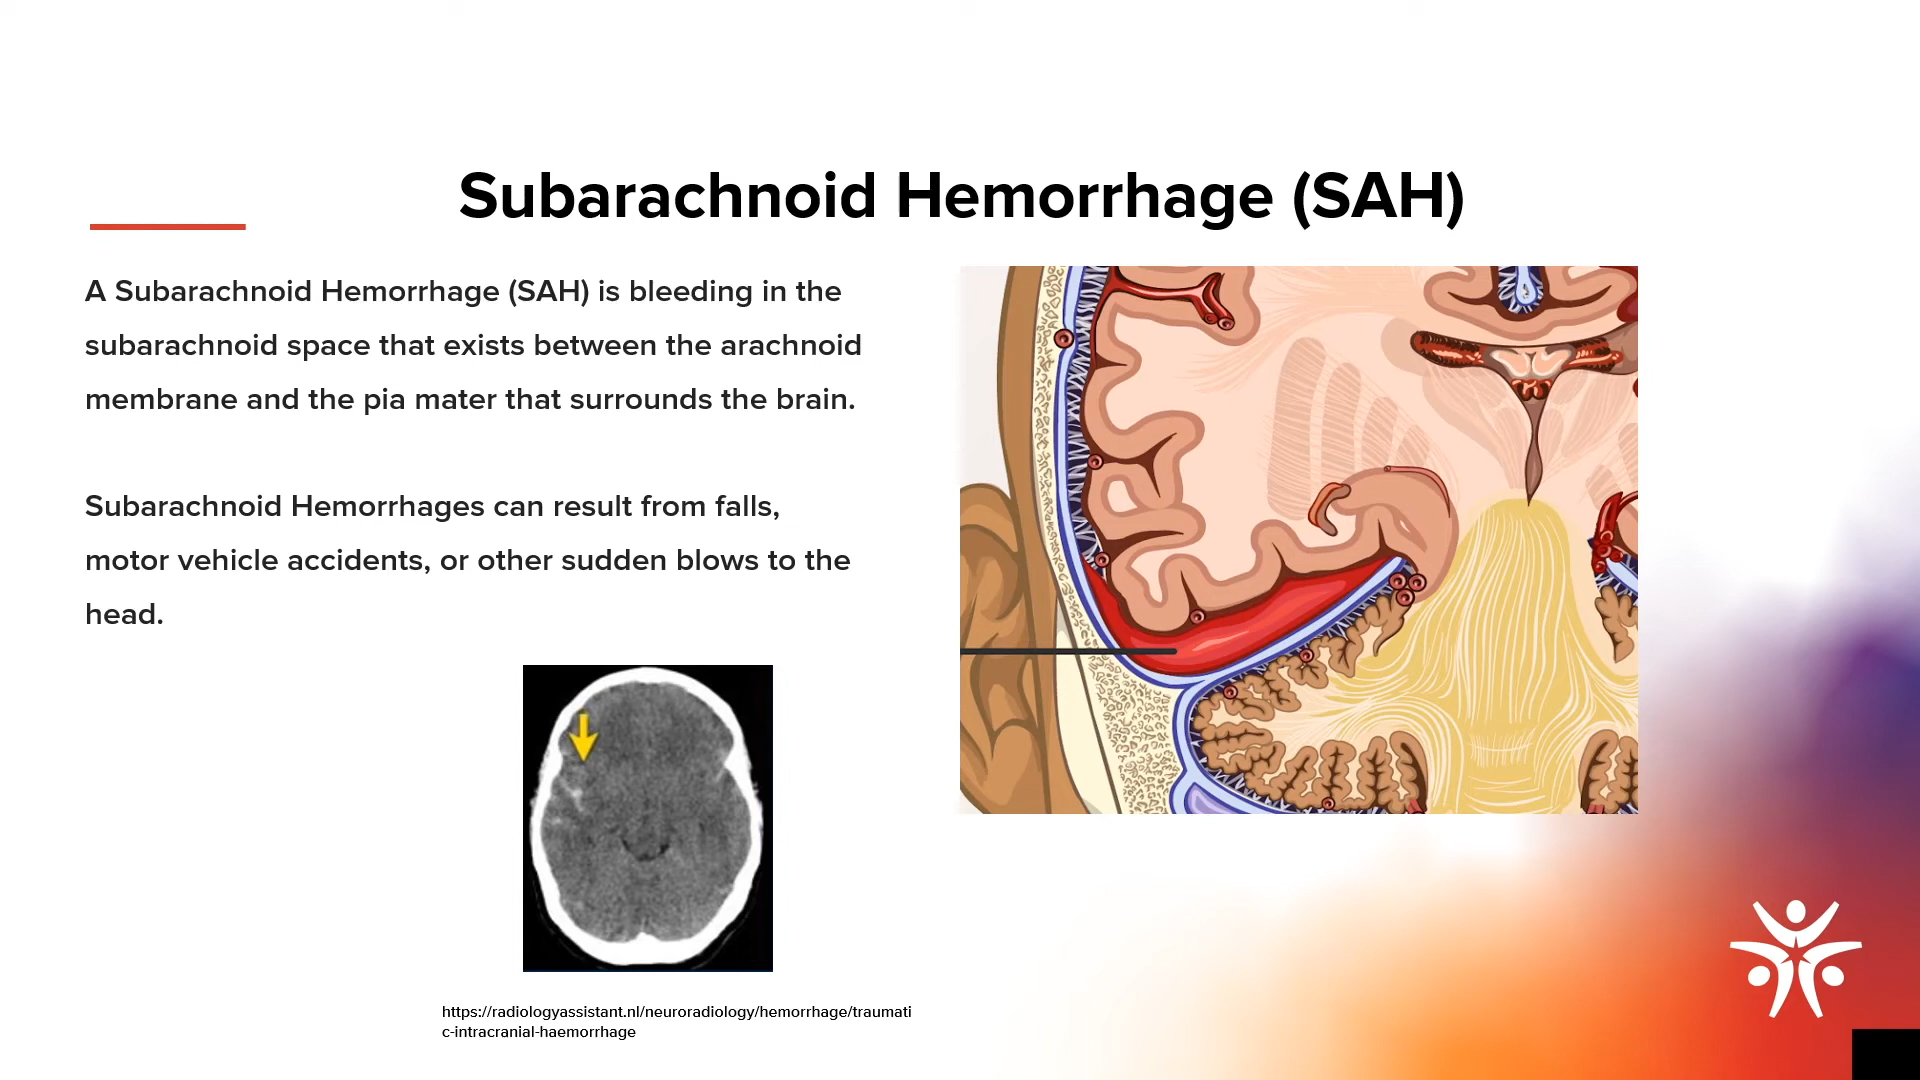 Subarachnoid Hemorrhage (SAH)
A Subarachnoid Hemorrhage (SAH) is bleeding in the
subarachnoid space that exists between the arachnoid
membrane and the pia mater that surrounds the brain.
Subarachnoid Hemorrhages can result from falls,
motor vehicle accidents, or other sudden blows to the
head.
https://radiologyassistant.nl/neuroradiology/hemorrhage/traumati
c-intracranial-haemorrhage